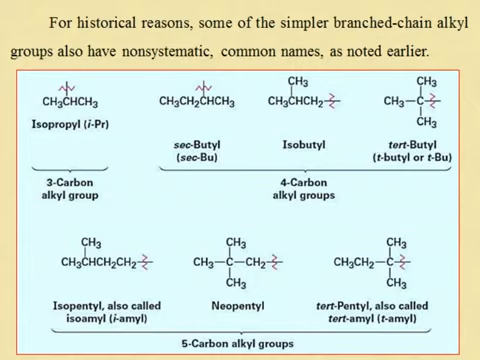 For historical reasons, some of the simpler branched-chain alkyl
groups also have nonsystematic, common names, as noted earlier.
CH3CHCH3
Isopropyl (i-Pr)
CH3CH2CHCH3
sec-Butyl
(sec-Bu)
CH3
CH3CHCH2
Isobutyl
CH3
CH3—C
CH3
tert-Butyl
(t-butyl or t-Bu)
3-Carbon
alkyl group
4-Carbon
alkyl groups
CH3
CH3CHCH2CH2
Isopentyl, also called
isoamyl (i-amyl)
CH3
CH3—C—CH2
CH3
Neopentyl
CH3
CH3CH2—C
CH3
tert-Pentyl, also called
tert-amyl (t-amyl)
5-Carbon alkyl groups